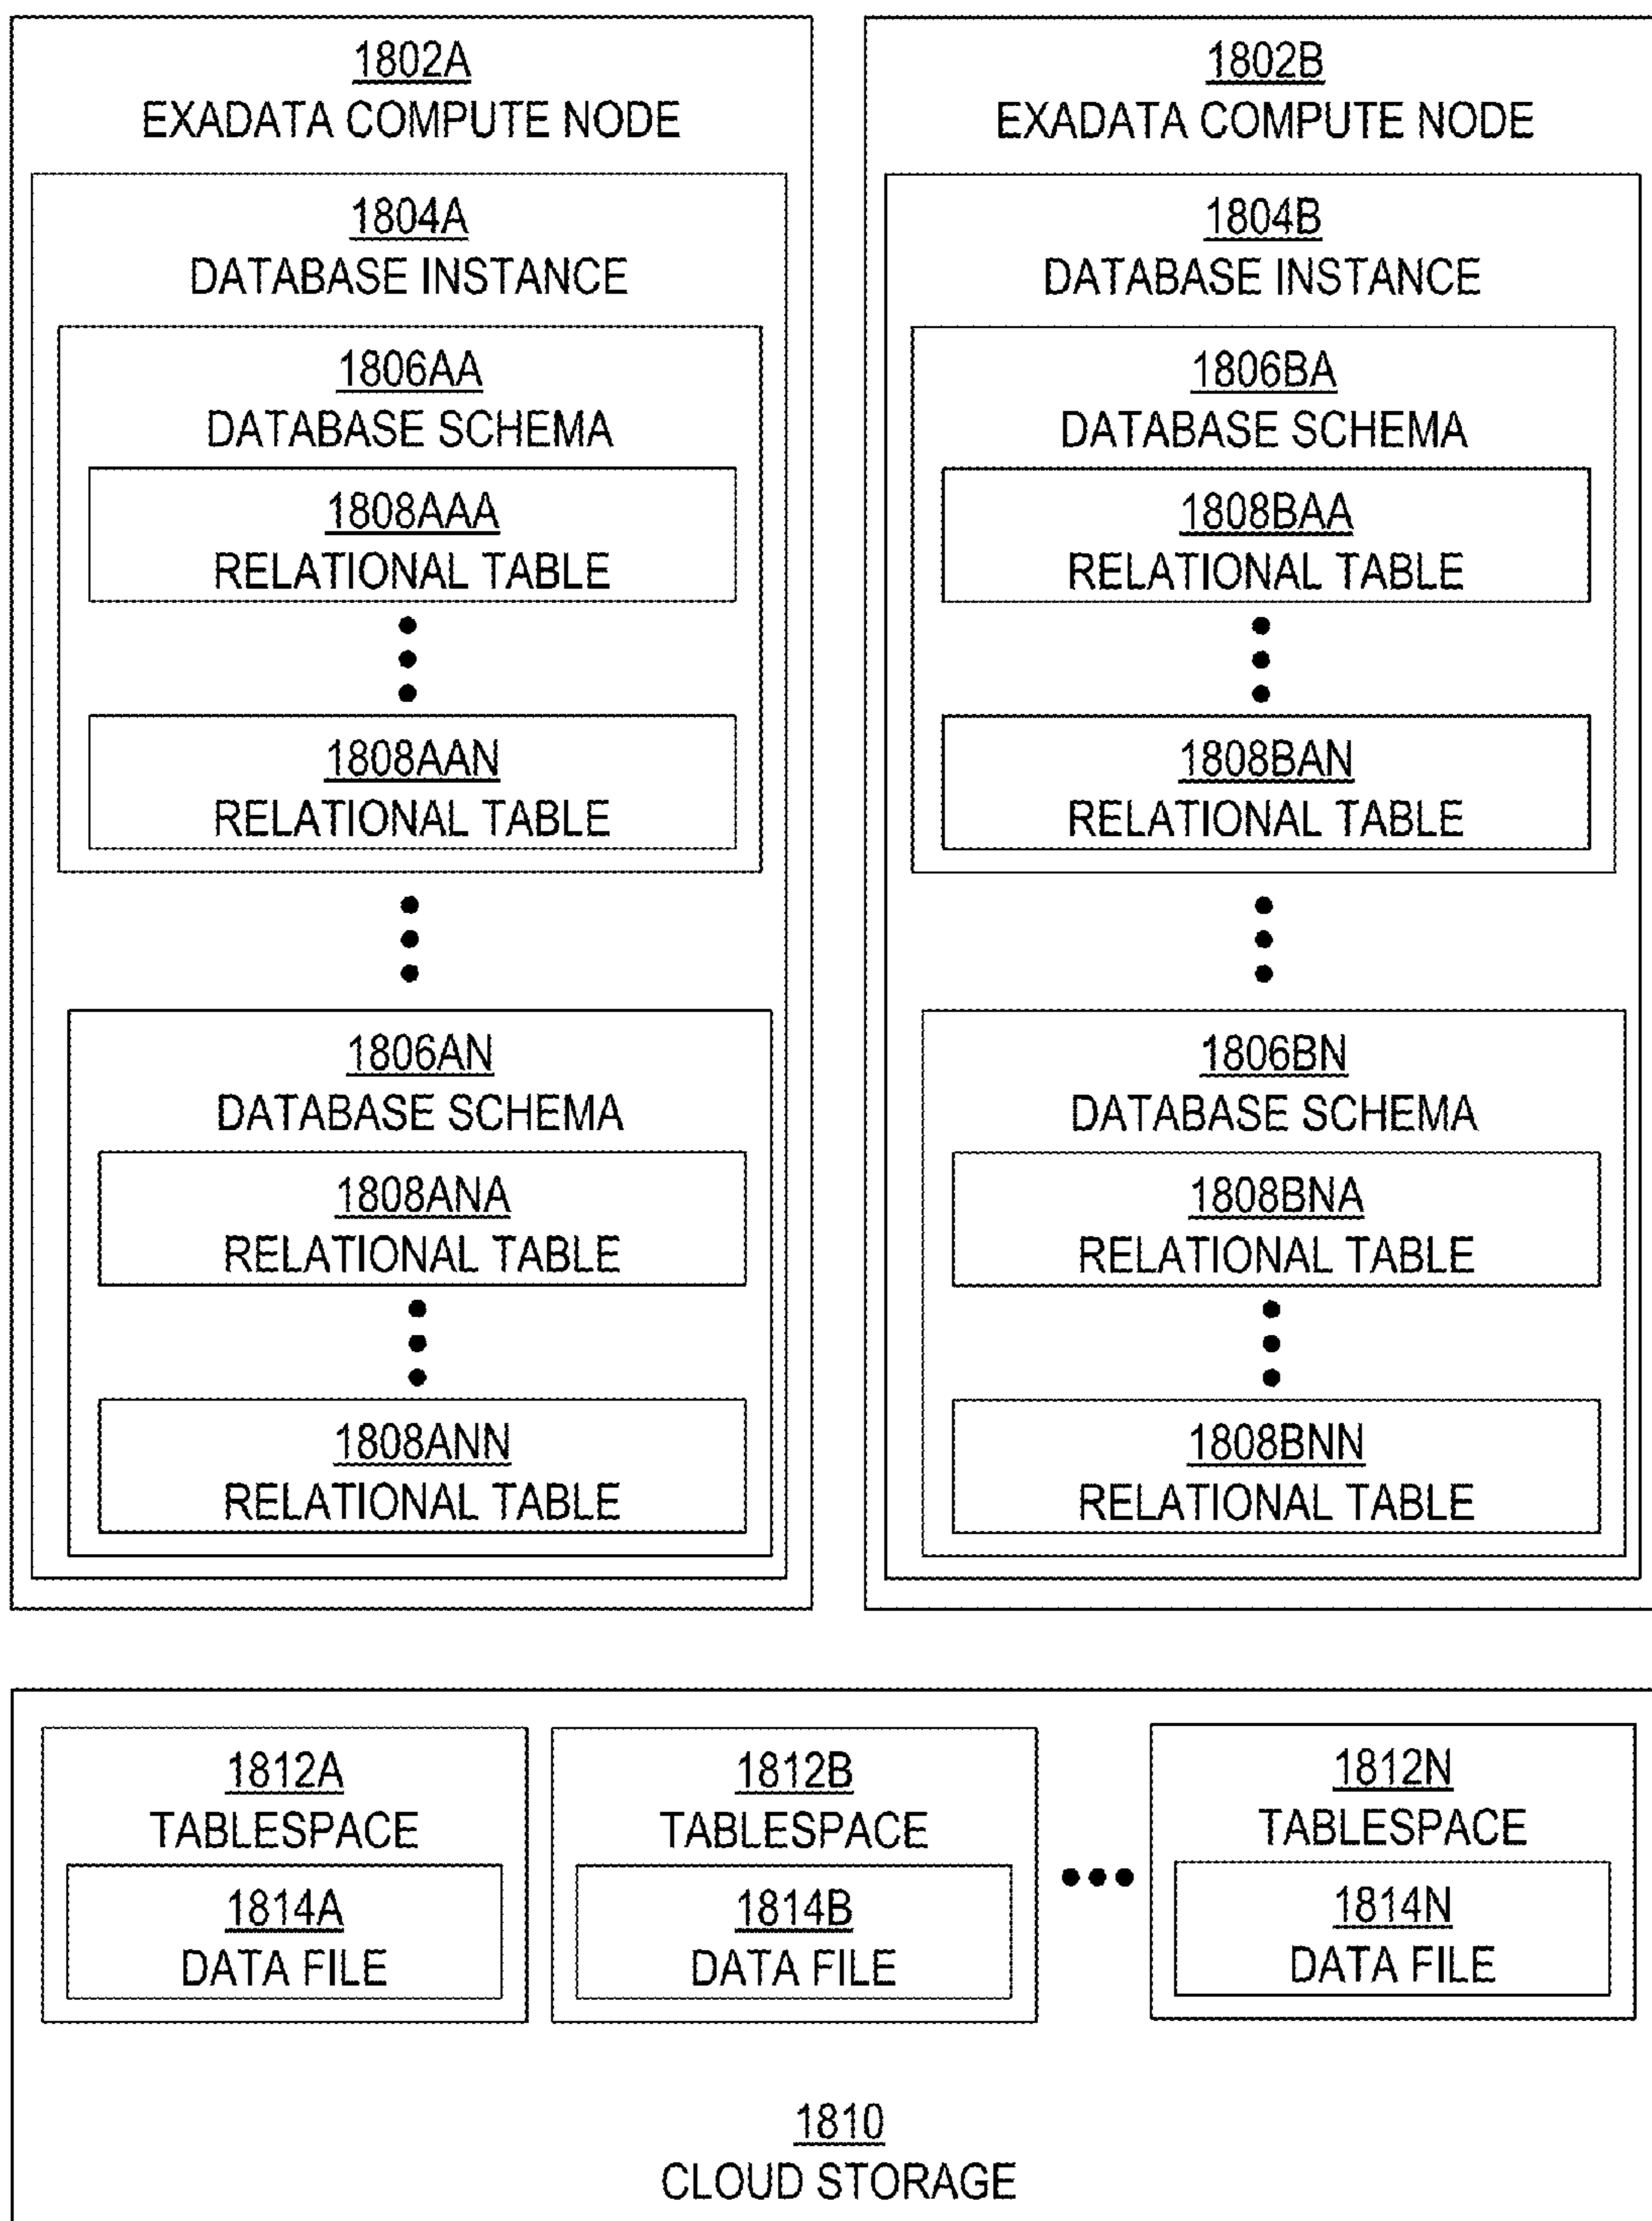 1802A
EXADATA COMPUTE NODE
1804A
DATABASE INSTANCE
1806AA
DATABASE SCHEMA
1808AAA
RELATIONAL TABLE
1808AAN
RELATIONAL TABLE
1806AN
DATABASE SCHEMA
1808ANA
RELATIONAL TABLE
1808ANN
RELATIONAL TABLE
1802B
EXADATA COMPUTE NODE
1804B
DATABASE INSTANCE
1806BA
DATABASE SCHEMA
1808BAA
RELATIONAL TABLE
1808BAN
RELATIONAL TABLE
1806BN
DATABASE SCHEMA
1808BNA
RELATIONAL TABLE
1808BNN
RELATIONAL TABLE
1812A
TABLESPACE
1814A
DATA FILE
1812B
TABLESPACE
1814B
DATA FILE
1812N
TABLESPACE
1814N
DATA FILE
1810
CLOUD STORAGE